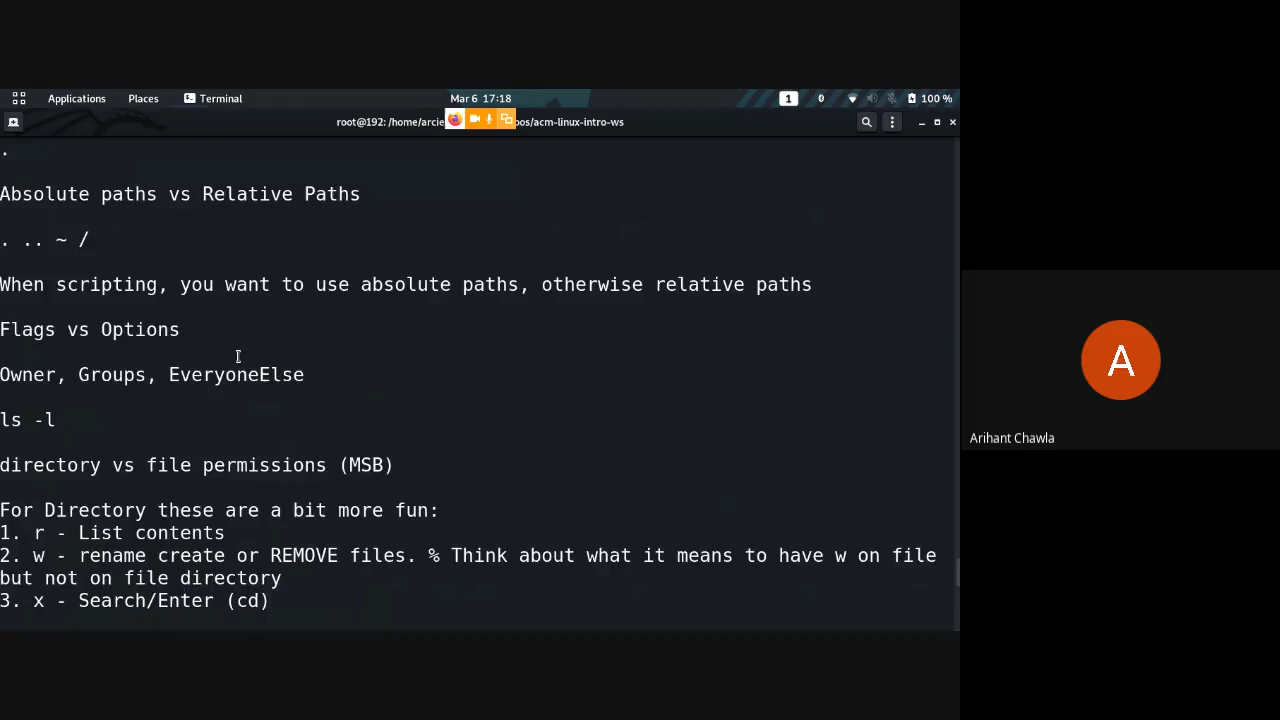 Applications Places Terminal Mar 6 17:18 1 0 100 %
root@192: /home/arcie oos/acm-linux-intro-ws
.
Absolute paths vs Relative Paths
. .. ~ /
When scripting, you want to use absolute paths, otherwise relative paths
Flags vs Options
Owner, Groups, EveryoneElse
ls -l
directory vs file permissions (MSB)
For Directory these are a bit more fun:
1. r - List contents
2. w - rename create or REMOVE files. % Think about what it means to have w on file
but not on file directory
3. x - Search/Enter (cd)
A
Arihant Chawla